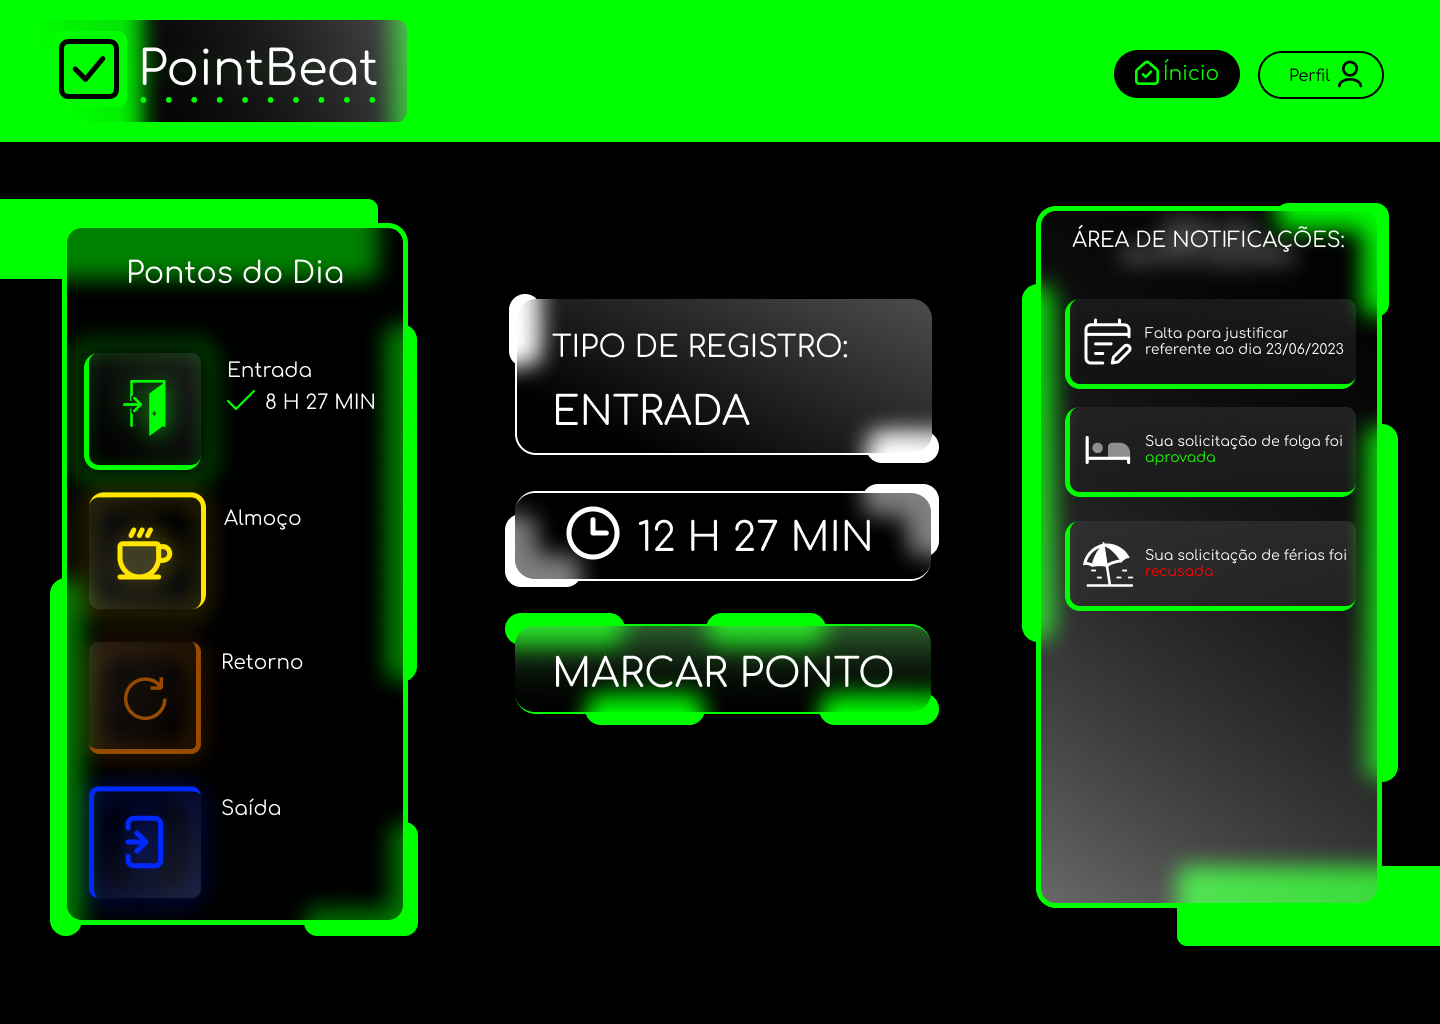 PointBeat
Ínicio
Perfil
Pontos do Dia
Entrada
8 H 27 MIN
Almoço
Retorno
Saída
TIPO DE REGISTRO:
ENTRADA
12 H 27 MIN
MARCAR PONTO
ÁREA DE NOTIFICAÇÕES:
Falta para justificar
referente ao dia 23/06/2023
Sua solicitação de folga foi
aprovada
Sua solicitação de férias foi
recusada